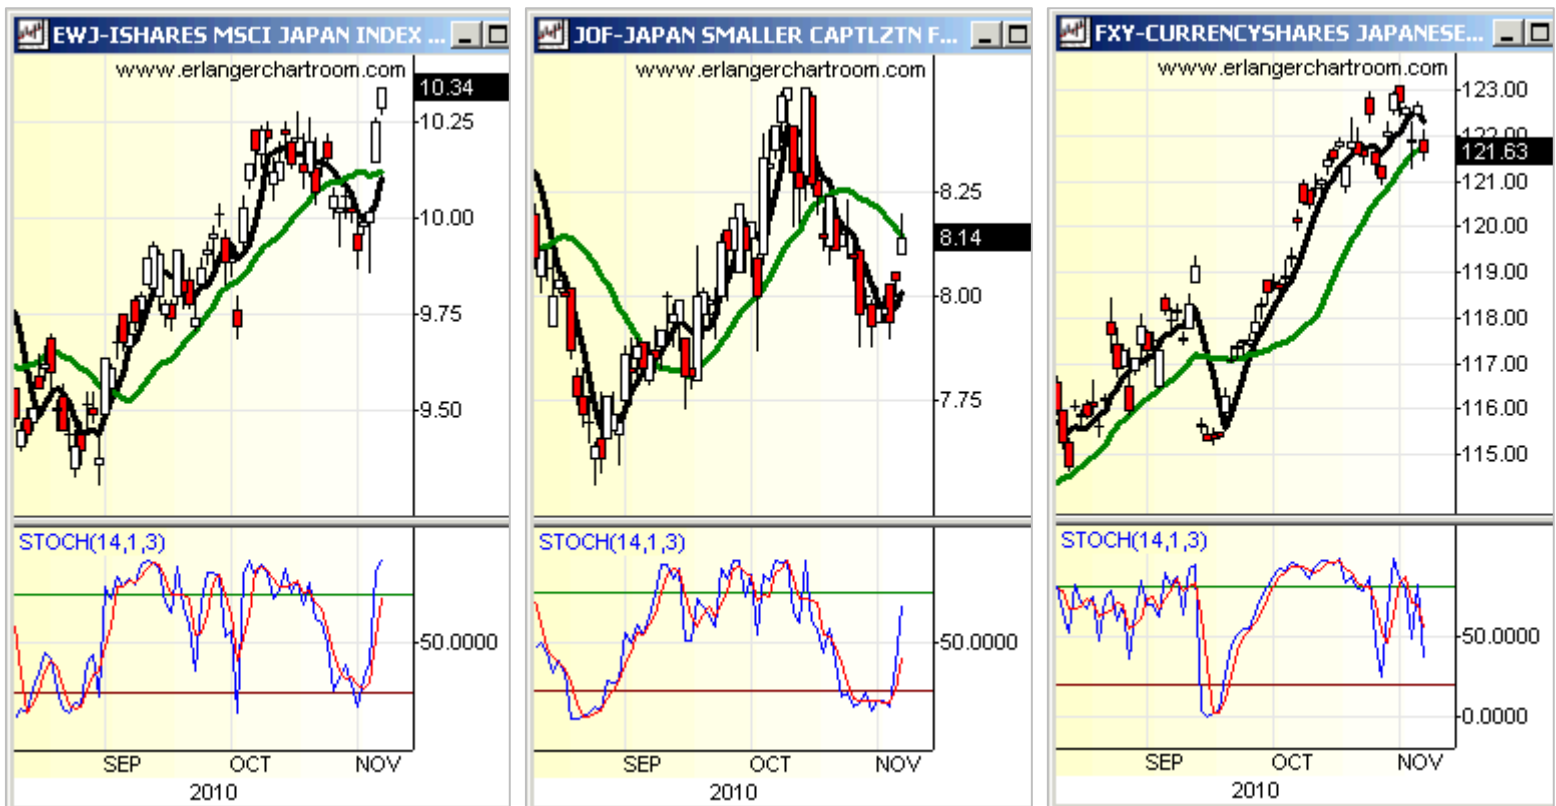 EWJ-ISHARES MSCI JAPAN INDEX ...
www.erlangerchartroom.com
10.34
10.25
10.00
9.75
9.50
STOCH(14,1,3)
50.0000
SEP OCT NOV
2010
JOF-JAPAN SMALLER CAPTLZTN F...
www.erlangerchartroom.com
8.25
8.14
8.00
7.75
STOCH(14,1,3)
50.0000
SEP OCT NOV
2010
FXY-CURRENCYSHARES JAPANESE...
www.erlangerchartroom.com
123.00
122.00
121.63
121.00
120.00
119.00
118.00
117.00
116.00
115.00
STOCH(14,1,3)
50.0000
0.0000
SEP OCT NOV
2010